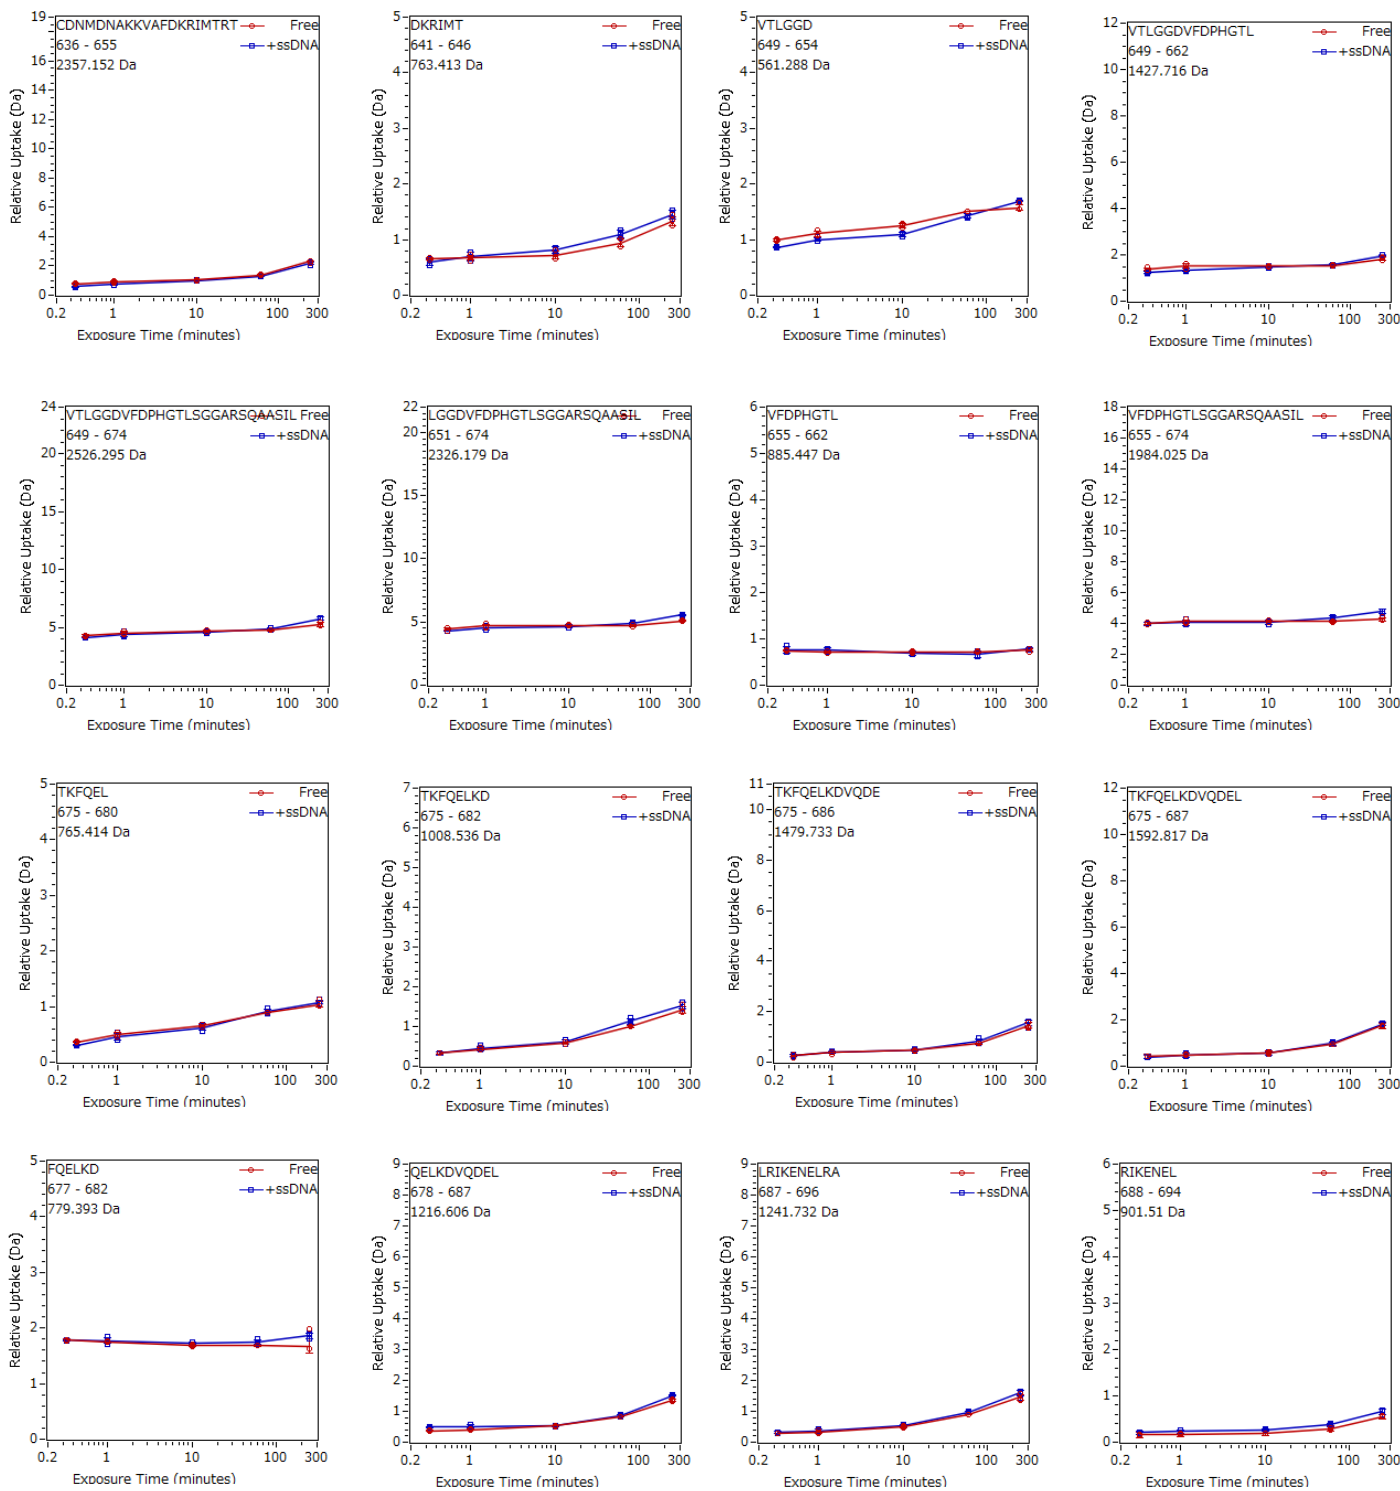 CDNMDNAKKVAFDKRIMTRT Free
636 - 655 +ssDNA
2357.152 Da
Relative Uptake (Da)
19
16
14
12
10
8
6
4
2
0
0.2 1 10 100 300
Exposure Time (minutes)
DKRIMT Free
641 - 646 +ssDNA
763.413 Da
Relative Uptake (Da)
5
4
3
2
1
0
0.2 1 10 100 300
Exposure Time (minutes)
VTLGGD Free
649 - 654 +ssDNA
561.288 Da
Relative Uptake (Da)
5
4
3
2
1
0
0.2 1 10 100 300
Exposure Time (minutes)
VTLGGDVFDPHGTL Free
649 - 662 +ssDNA
1427.716 Da
Relative Uptake (Da)
12
10
8
6
4
2
0
0.2 1 10 100 300
Exposure Time (minutes)
VTLGGDVFDPHGTLSGGARSQAASIL Free
649 - 674 +ssDNA
2526.295 Da
Relative Uptake (Da)
24
20
15
10
5
0
0.2 1 10 100 300
Exposure Time (minutes)
LGGDVFDPHGTLSGGARSQAASIL Free
651 - 674 +ssDNA
2326.179 Da
Relative Uptake (Da)
22
20
15
10
5
0
0.2 1 10 100 300
Exposure Time (minutes)
VFDPHGTL Free
655 - 662 +ssDNA
885.447 Da
Relative Uptake (Da)
6
5
4
3
2
1
0
0.2 1 10 100 300
Exposure Time (minutes)
VFDPHGTLSGGARSQAASIL Free
655 - 674 +ssDNA
1984.025 Da
Relative Uptake (Da)
18
16
14
12
10
8
6
4
2
0
0.2 1 10 100 300
Exposure Time (minutes)
TKFQEL Free
675 - 680 +ssDNA
765.414 Da
Relative Uptake (Da)
5
4
3
2
1
0
0.2 1 10 100 300
Exposure Time (minutes)
TKFQELKD Free
675 - 682 +ssDNA
1008.536 Da
Relative Uptake (Da)
7
6
5
4
3
2
1
0
0.2 1 10 100 300
Exposure Time (minutes)
TKFQELKDVQDE Free
675 - 686 +ssDNA
1479.733 Da
Relative Uptake (Da)
11
10
8
6
4
2
0
0.2 1 10 100 300
Exposure Time (minutes)
TKFQELKDVQDEL Free
675 - 687 +ssDNA
1592.817 Da
Relative Uptake (Da)
12
10
8
6
4
2
0
0.2 1 10 100 300
Exposure Time (minutes)
FQELKD Free
677 - 682 +ssDNA
779.393 Da
Relative Uptake (Da)
5
4
3
2
1
0
0.2 1 10 100 300
Exposure Time (minutes)
QELKDVQDEL Free
678 - 687 +ssDNA
1216.606 Da
Relative Uptake (Da)
9
8
7
6
5
4
3
2
1
0
0.2 1 10 100 300
Exposure Time (minutes)
LRIKENELRA Free
687 - 696 +ssDNA
1241.732 Da
Relative Uptake (Da)
9
8
7
6
5
4
3
2
1
0
0.2 1 10 100 300
Exposure Time (minutes)
RIKENEL Free
688 - 694 +ssDNA
901.51 Da
Relative Uptake (Da)
6
5
4
3
2
1
0
0.2 1 10 100 300
Exposure Time (minutes)